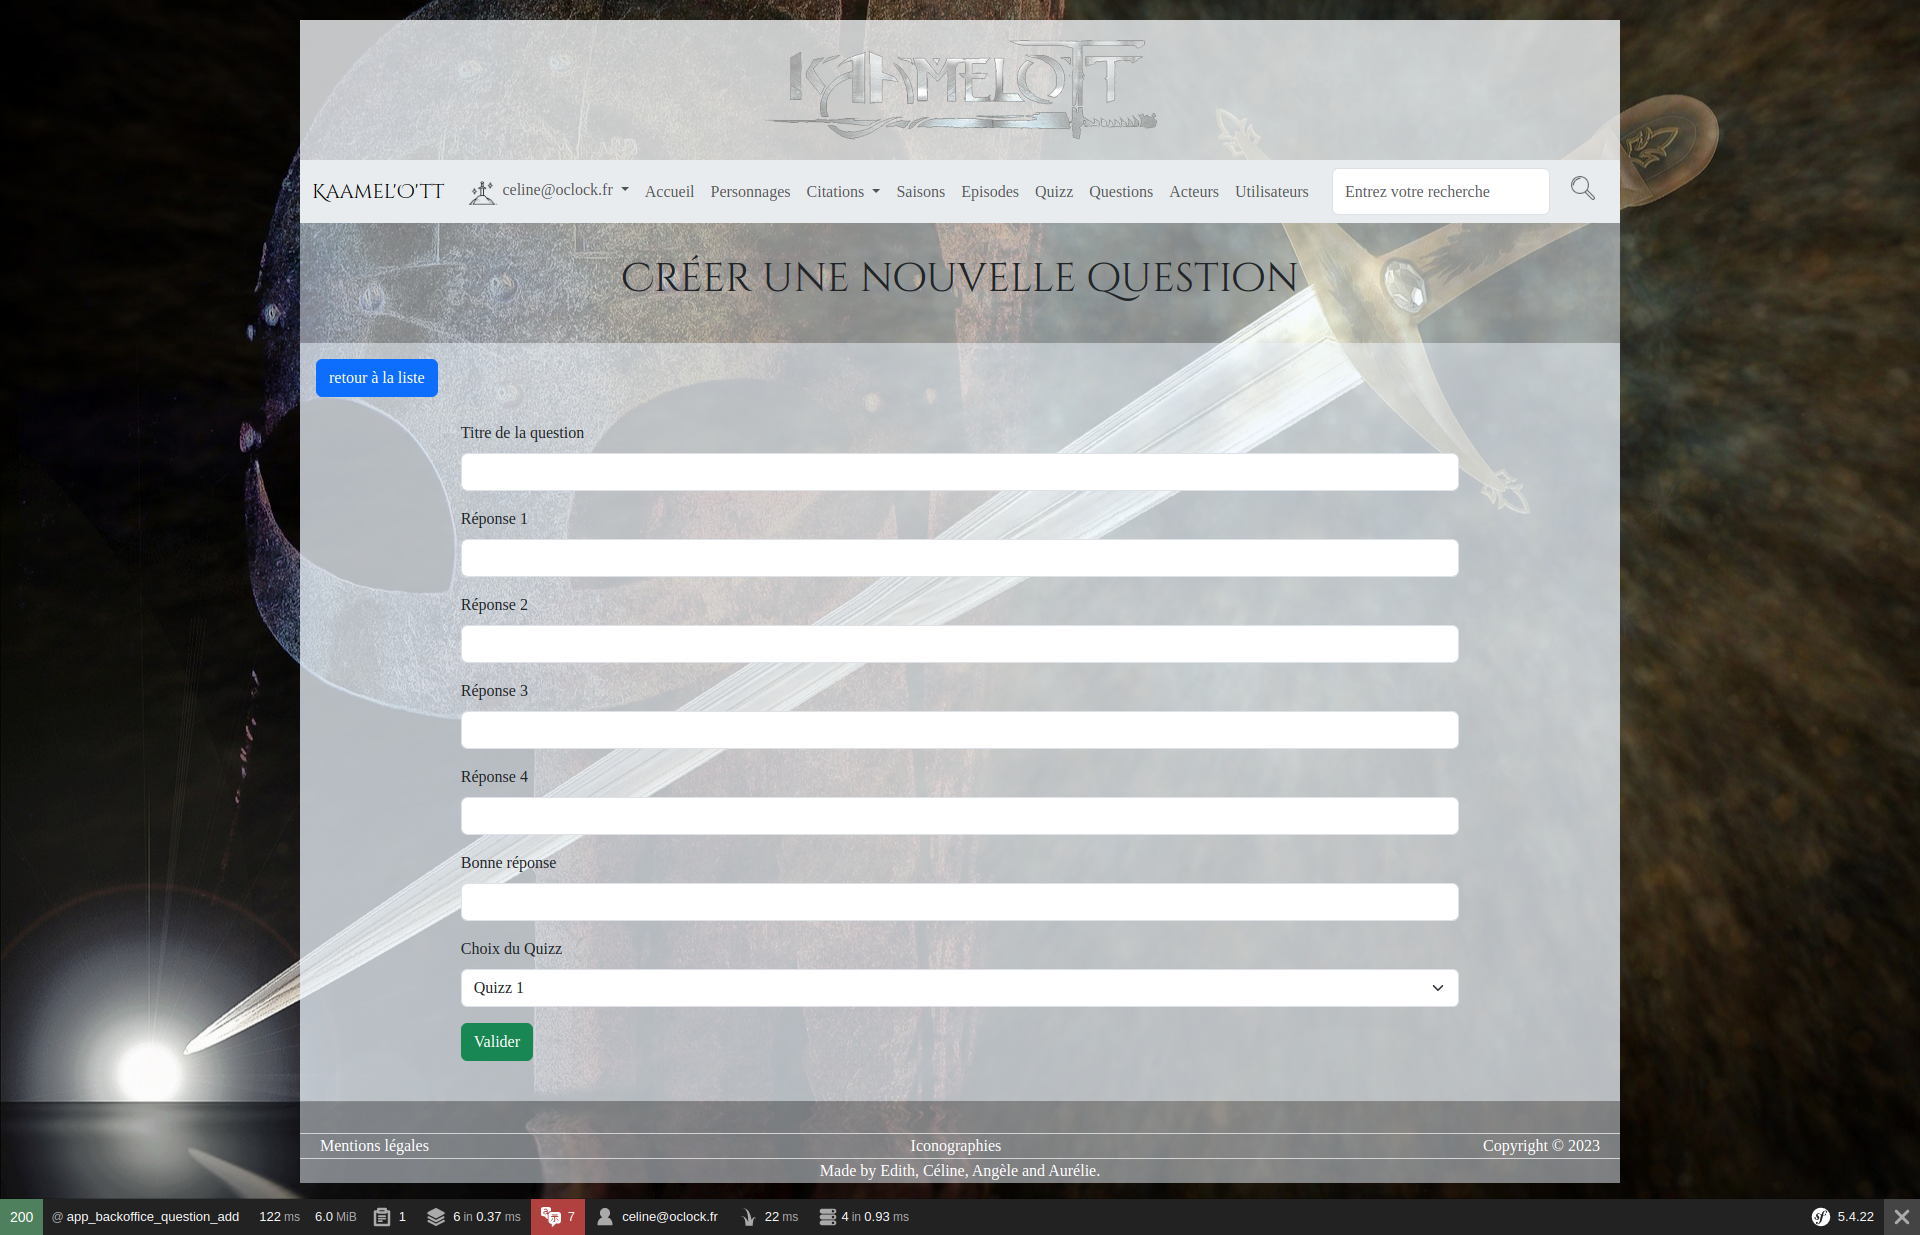 KAAMELOTT
KAAMEL'O'TT celine@oclock.fr Accueil Personnages Citations Saisons Episodes Quizz Questions Acteurs Utilisateurs Entrez votre recherche
Créer une nouvelle question
retour à la liste
Titre de la question
Réponse 1
Réponse 2
Réponse 3
Réponse 4
Bonne réponse
Choix du Quizz
Quizz 1
Valider
Mentions légales Iconographies Copyright © 2023
Made by Edith, Céline, Angèle and Aurélie.
200 @ app_backoffice_question_add 122 ms 6.0 MiB 1 6 in 0.37 ms 7 celine@oclock.fr 22 ms 4 in 0.93 ms sf 5.4.22